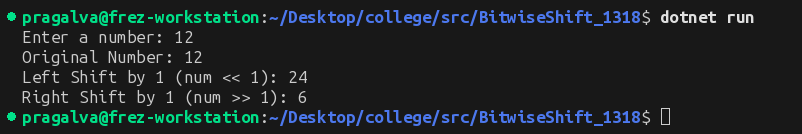 pragalva@frez-workstation:~/Desktop/college/src/BitwiseShift_1318$ dotnet run
Enter a number: 12
Original Number: 12
Left Shift by 1 (num << 1): 24
Right Shift by 1 (num >> 1): 6
pragalva@frez-workstation:~/Desktop/college/src/BitwiseShift_1318$